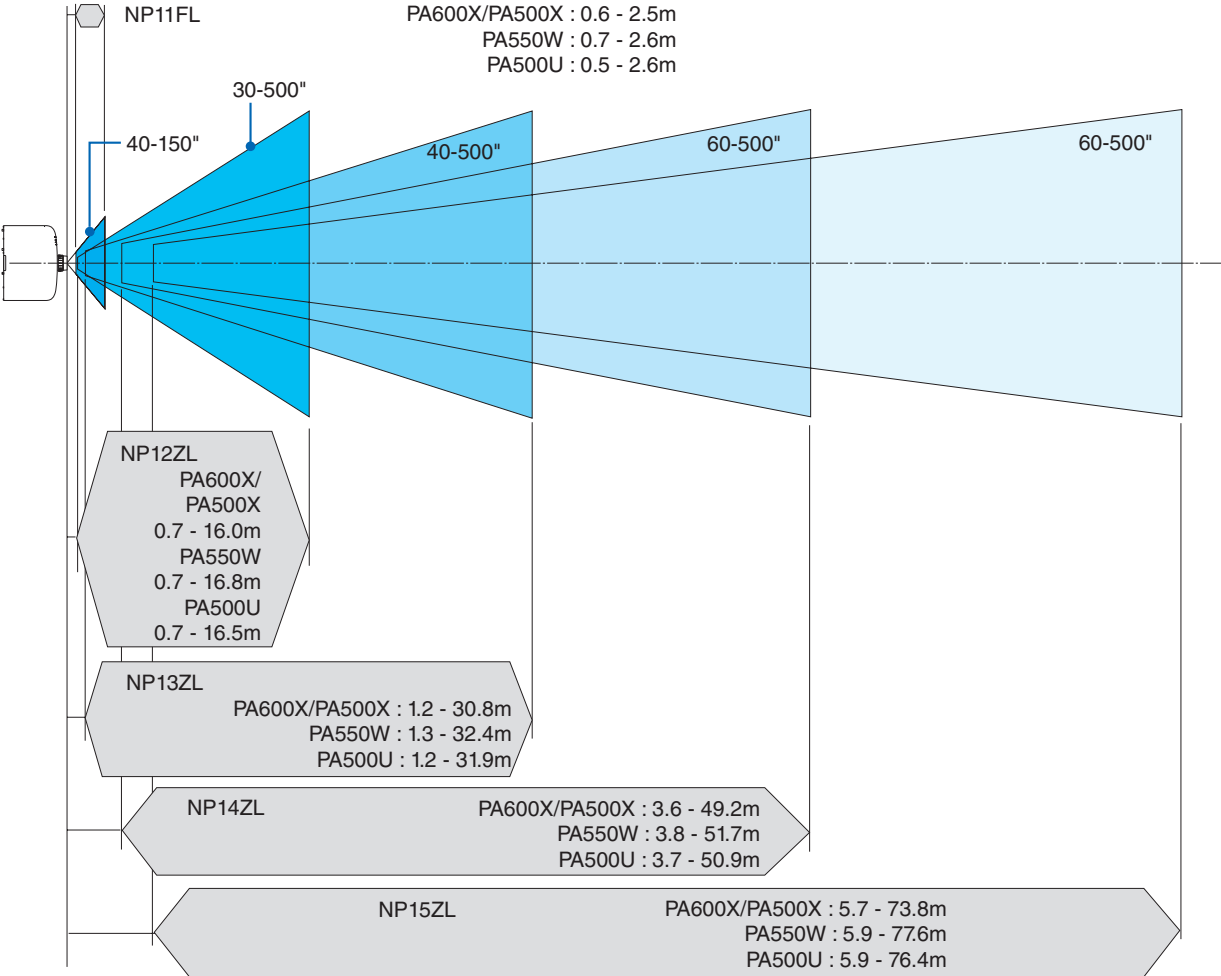 NP11FL
PA600X/PA500X : 0.6 - 2.5m
PA550W : 0.7 - 2.6m
PA500U : 0.5 - 2.6m
30-500"
40-150"
40-500"
60-500"
60-500"
NP12ZL
PA600X/
PA500X
0.7 - 16.0m
PA550W
0.7 - 16.8m
PA500U
0.7 - 16.5m
NP13ZL
PA600X/PA500X : 1.2 - 30.8m
PA550W : 1.3 - 32.4m
PA500U : 1.2 - 31.9m
NP14ZL
PA600X/PA500X : 3.6 - 49.2m
PA550W : 3.8 - 51.7m
PA500U : 3.7 - 50.9m
NP15ZL
PA600X/PA500X : 5.7 - 73.8m
PA550W : 5.9 - 77.6m
PA500U : 5.9 - 76.4m